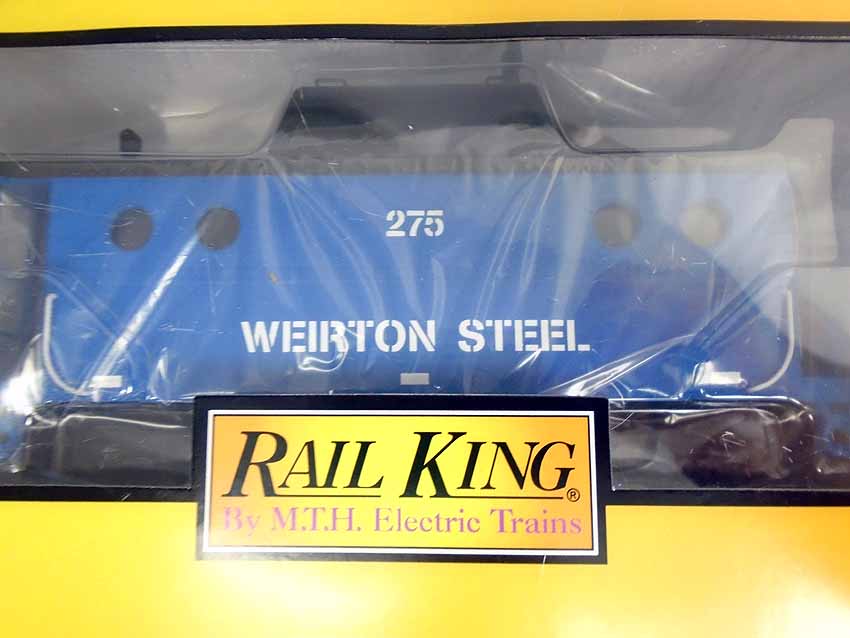 275
WEIRTON STEEL
RAIL KING®
By M.T.H. Electric Trains